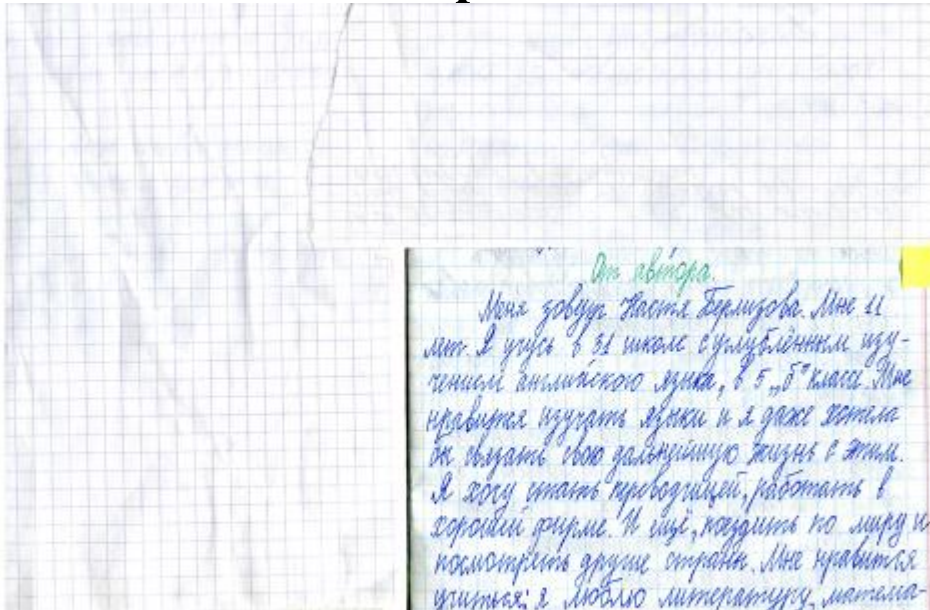 От автора.
Меня зовут Настя Бермизова. Мне 11
лет. Я учусь в 31 школе с углублённым изу-
чением английского языка, в 5 „б" классе. Мне
нравится изучать языки и я даже хотела
бы связать свою дальнейшую жизнь с этим.
Я хочу стать переводчицей, работать в
хорошей фирме. И ещё, поездить по миру и
посмотреть другие страны. Мне нравится
учиться; я люблю литературу, матема-